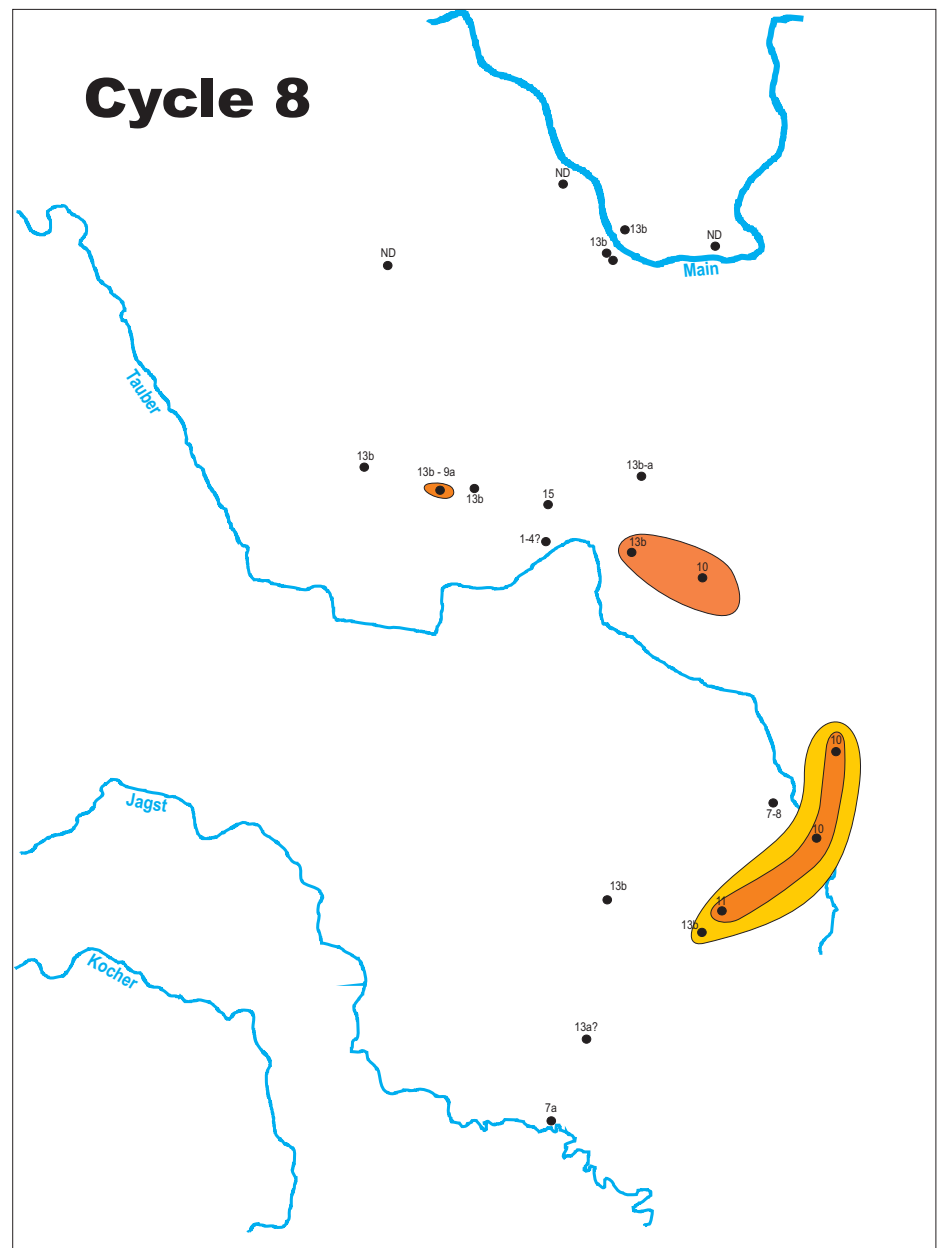 Cycle 8
ND
13b
13b
ND
ND
Main
Tauber
13b
13b - 9a
13b
15
13b-a
1-4?
13b
10
10
Jagst
7-8
10
13b
11
13b
Kocher
13a?
7a